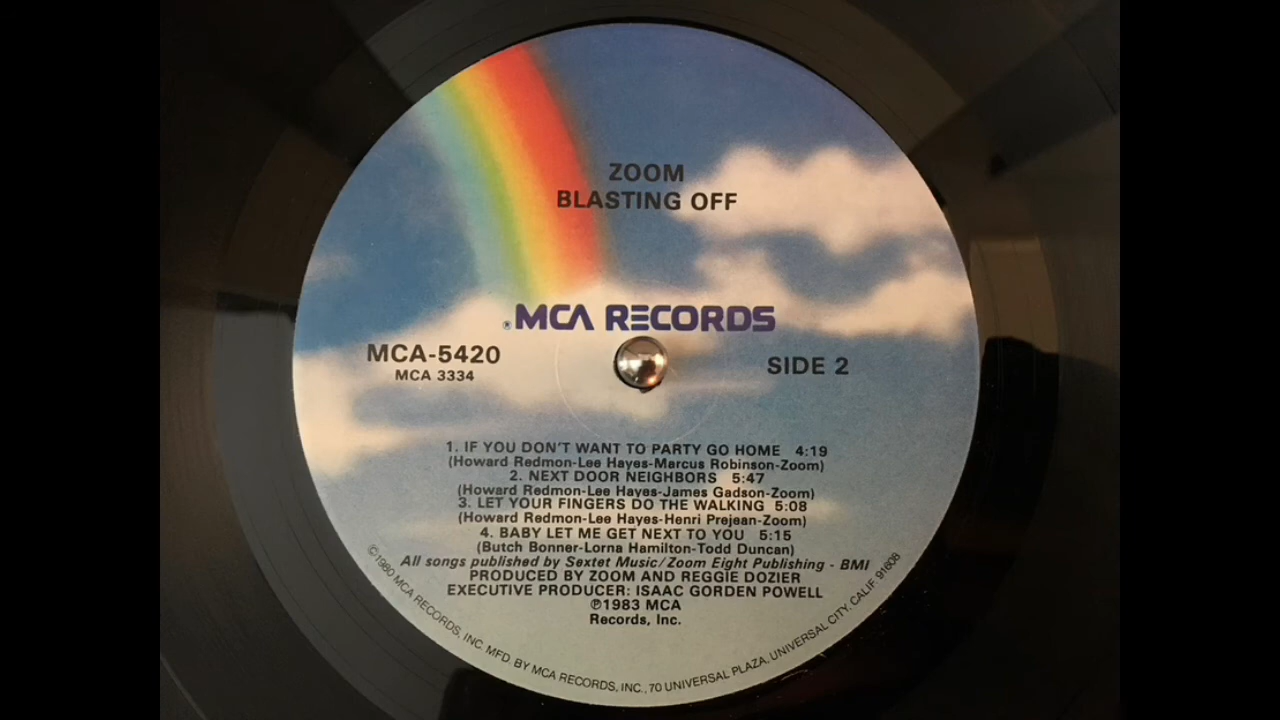 ZOOM
BLASTING OFF
®MCA RECORDS
MCA-5420
MCA 3334
SIDE 2
1. IF YOU DON'T WANT TO PARTY GO HOME 4:19
(Howard Redmon-Lee Hayes-Marcus Robinson-Zoom)
2. NEXT DOOR NEIGHBORS 5:47
(Howard Redmon-Lee Hayes-James Gadson-Zoom)
3. LET YOUR FINGERS DO THE WALKING 5:08
(Howard Redmon-Lee Hayes-Henri Prejean-Zoom)
4. BABY LET ME GET NEXT TO YOU 5:15
(Butch Bonner-Lorna Hamilton-Todd Duncan)
All songs published by Sextet Music/Zoom Eight Publishing - BMI
PRODUCED BY ZOOM AND REGGIE DOZIER
EXECUTIVE PRODUCER: ISAAC GORDEN POWELL
℗1983 MCA
Records, Inc.
©1980 MCA RECORDS, INC. MFD. BY MCA RECORDS, INC., 70 UNIVERSAL PLAZA, UNIVERSAL CITY, CALIF. 91608